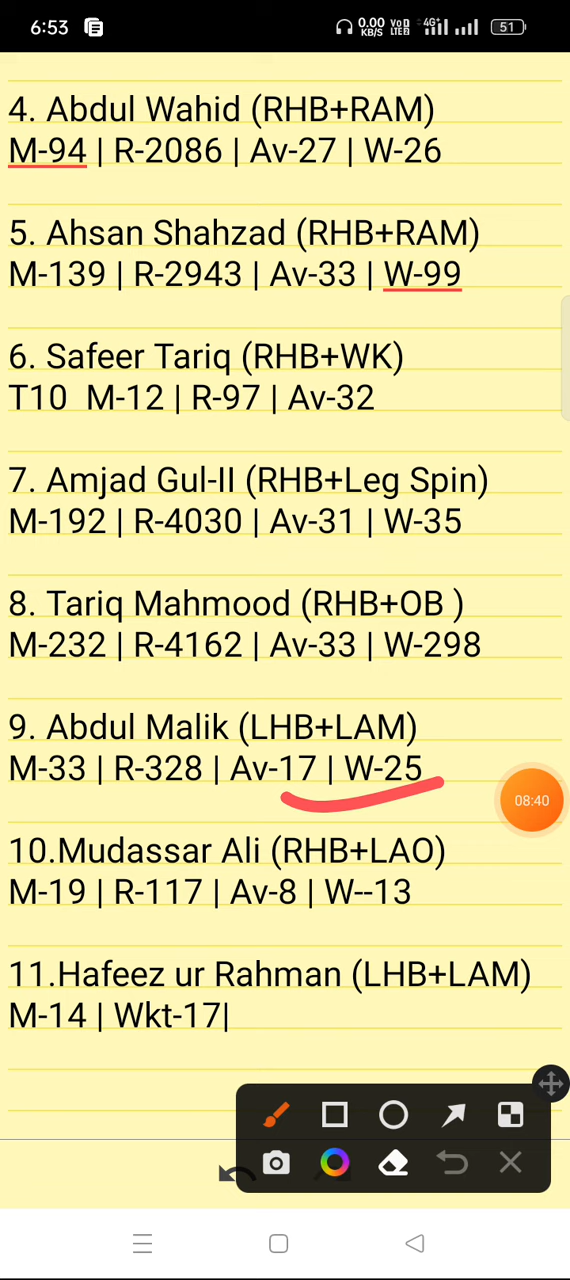 6:53 0.00 KB/S VoD LTE2 4G+ 51
4. Abdul Wahid (RHB+RAM)
M-94 | R-2086 | Av-27 | W-26
5. Ahsan Shahzad (RHB+RAM)
M-139 | R-2943 | Av-33 | W-99
6. Safeer Tariq (RHB+WK)
T10  M-12 | R-97 | Av-32
7. Amjad Gul-II (RHB+Leg Spin)
M-192 | R-4030 | Av-31 | W-35
8. Tariq Mahmood (RHB+OB )
M-232 | R-4162 | Av-33 | W-298
9. Abdul Malik (LHB+LAM)
M-33 | R-328 | Av-17 | W-25
08:40
10.Mudassar Ali (RHB+LAO)
M-19 | R-117 | Av-8 | W--13
11.Hafeez ur Rahman (LHB+LAM)
M-14 | Wkt-17|